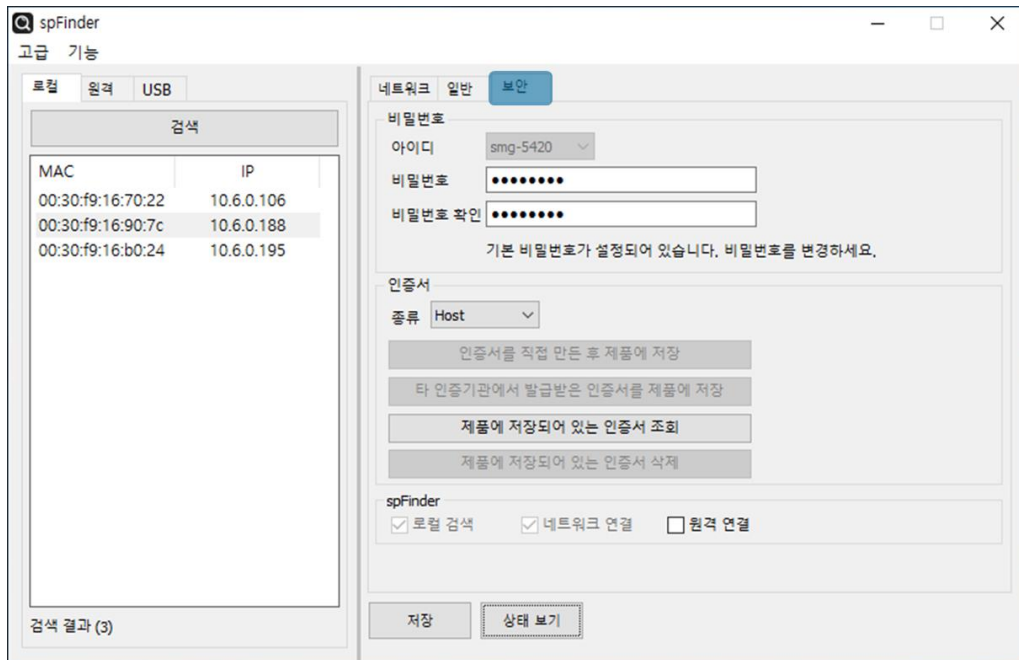 spFinder
고급 기능
로컬 원격 USB
검색
MAC IP
00:30:f9:16:70:22 10.6.0.106
00:30:f9:16:90:7c 10.6.0.188
00:30:f9:16:b0:24 10.6.0.195
검색 결과 (3)
네트워크 일반 보안
비밀번호
아이디 smg-5420
비밀번호 ●●●●●●●●
비밀번호 확인 ●●●●●●●●
기본 비밀번호가 설정되어 있습니다. 비밀번호를 변경하세요.
인증서
종류 Host
인증서를 직접 만든 후 제품에 저장
타 인증기관에서 발급받은 인증서를 제품에 저장
제품에 저장되어 있는 인증서 조회
제품에 저장되어 있는 인증서 삭제
spFinder
로컬 검색 네트워크 연결 원격 연결
저장 상태 보기